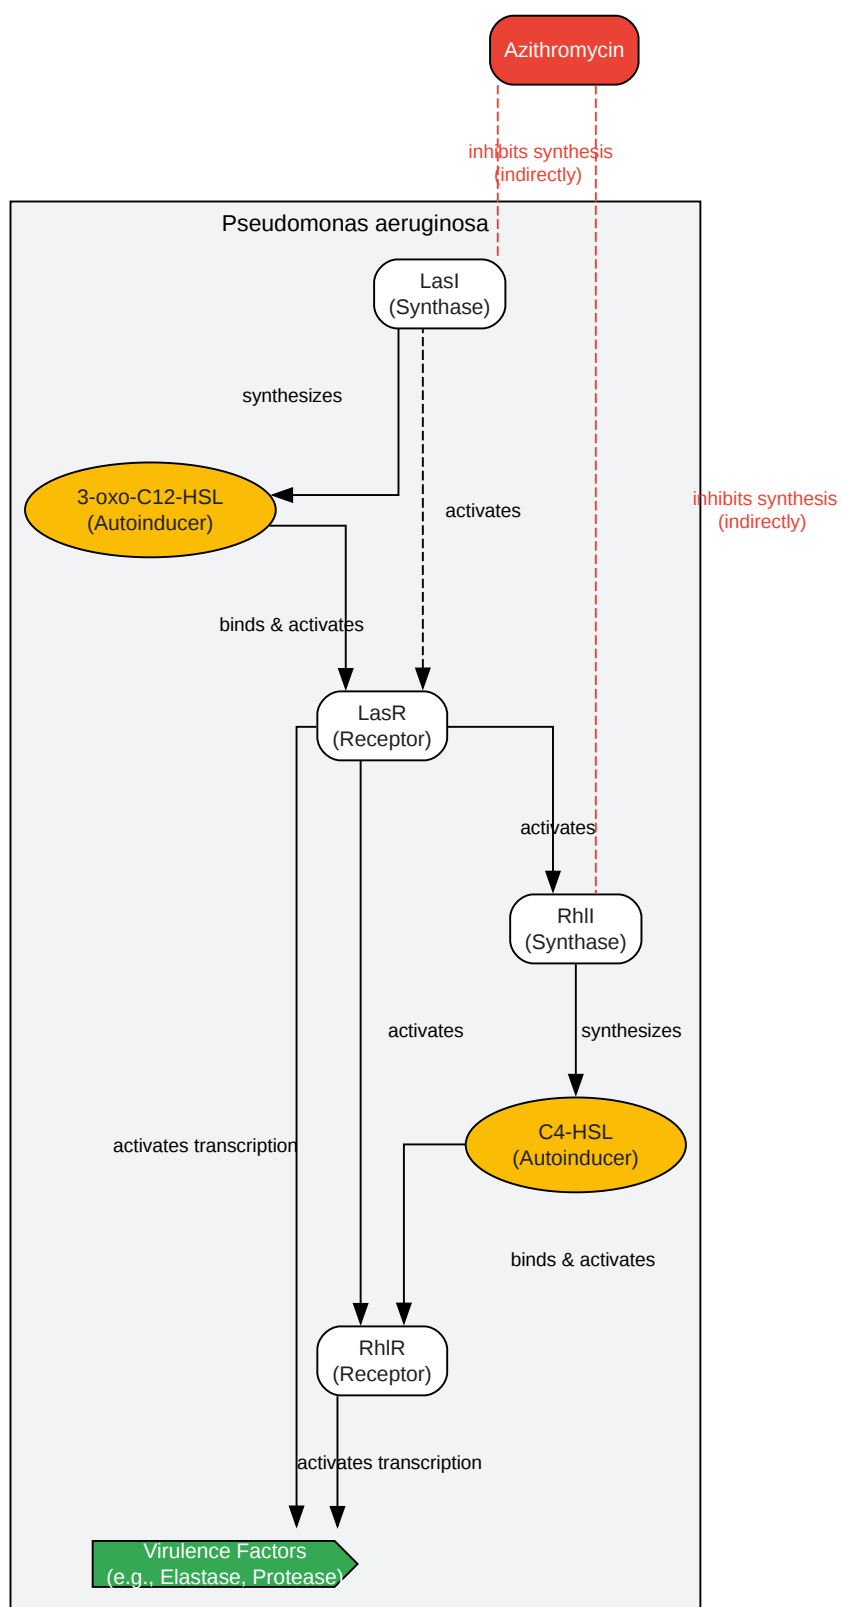 Azithromycin
inhibits synthesis
(indirectly)
Pseudomonas aeruginosa
LasI
(Synthase)
synthesizes
3-oxo-C12-HSL
(Autoinducer)
activates
inhibits synthesis
(indirectly)
binds & activates
LasR
(Receptor)
activates
RhlI
(Synthase)
activates
synthesizes
C4-HSL
(Autoinducer)
activates transcription
binds & activates
RhlR
(Receptor)
activates transcription
Virulence Factors
(e.g., Elastase, Protease)